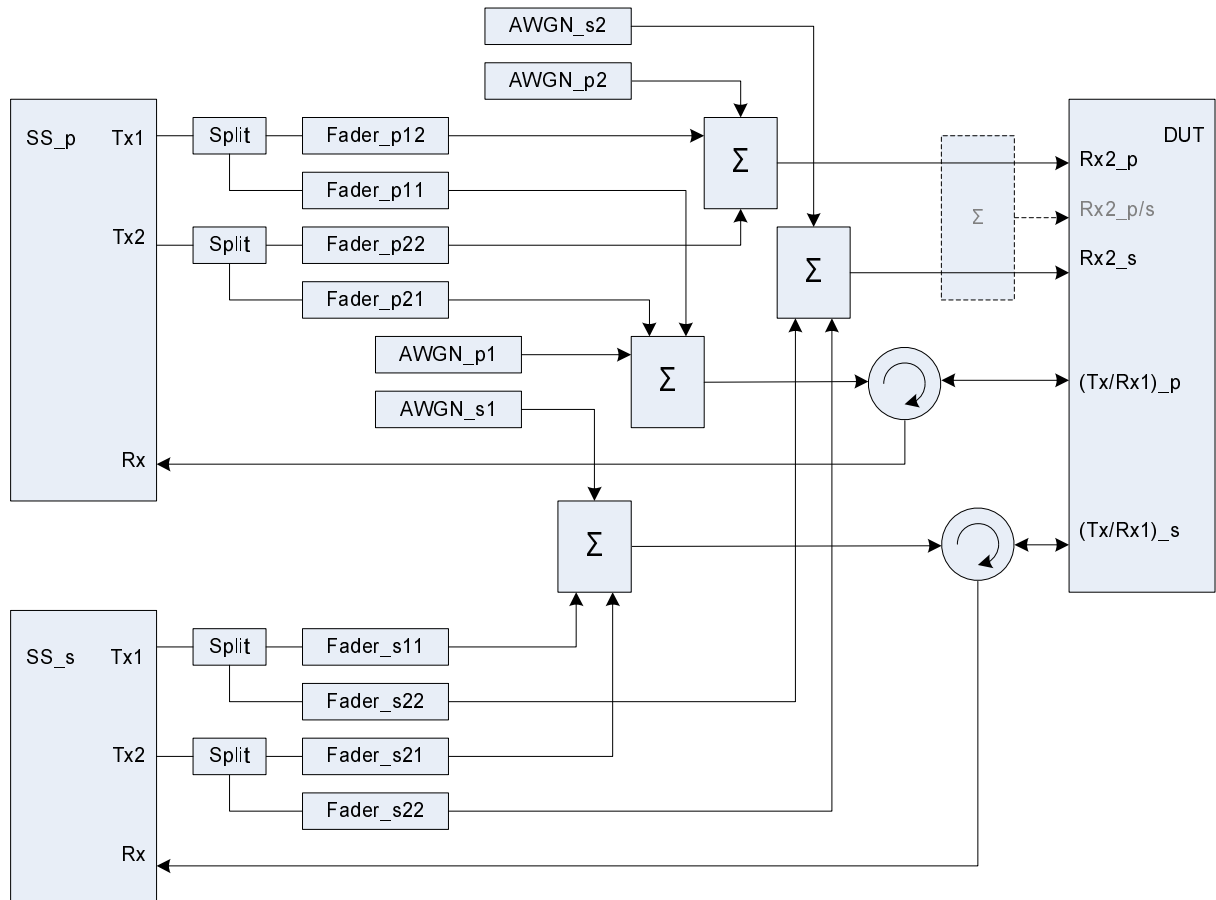 AWGN_s2
AWGN_p2
SS_p
Tx1
Split
Fader_p12
Σ
DUT
Rx2_p
Fader_p11
Σ
Rx2_p/s
Tx2
Split
Fader_p22
Σ
Rx2_s
Fader_p21
AWGN_p1
Σ
(Tx/Rx1)_p
AWGN_s1
Rx
Σ
(Tx/Rx1)_s
SS_s
Tx1
Split
Fader_s11
Fader_s22
Tx2
Split
Fader_s21
Fader_s22
Rx